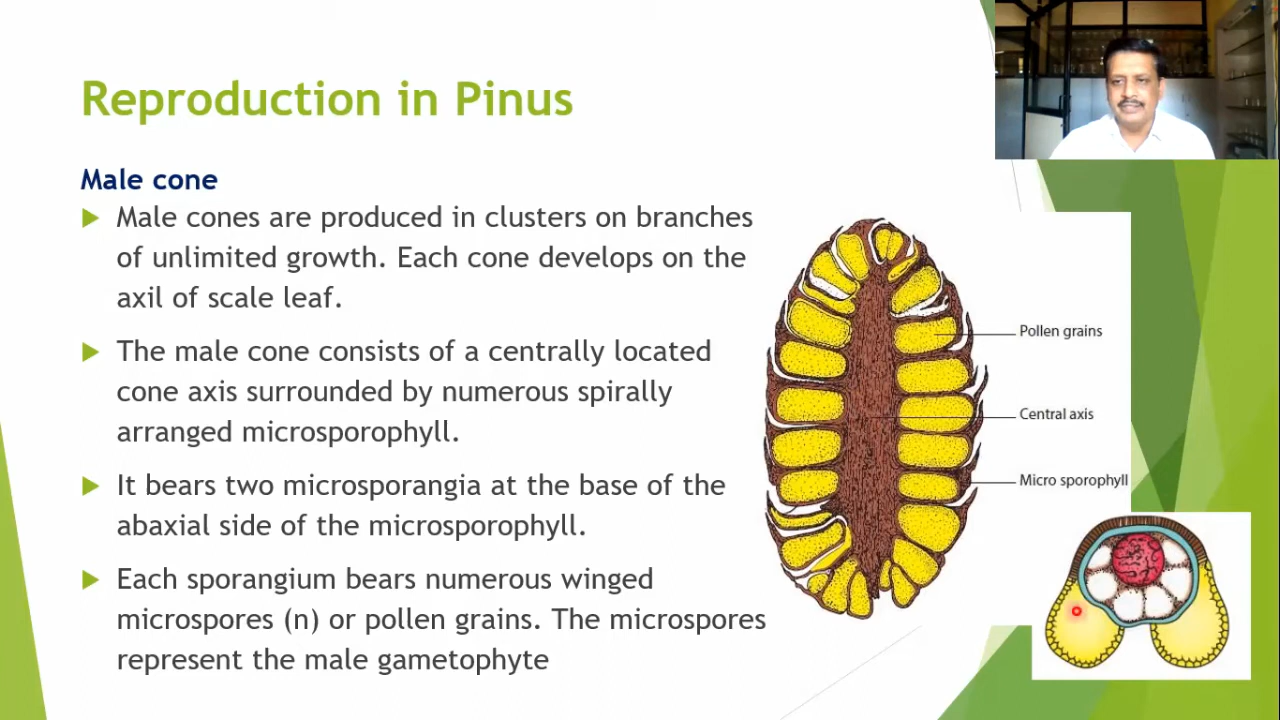 Reproduction in Pinus
Male cone
Male cones are produced in clusters on branches
of unlimited growth. Each cone develops on the
axil of scale leaf.
The male cone consists of a centrally located
cone axis surrounded by numerous spirally
arranged microsporophyll.
It bears two microsporangia at the base of the
abaxial side of the microsporophyll.
Each sporangium bears numerous winged
microspores (n) or pollen grains. The microspores
represent the male gametophyte
Pollen grains
Central axis
Micro sporophyll